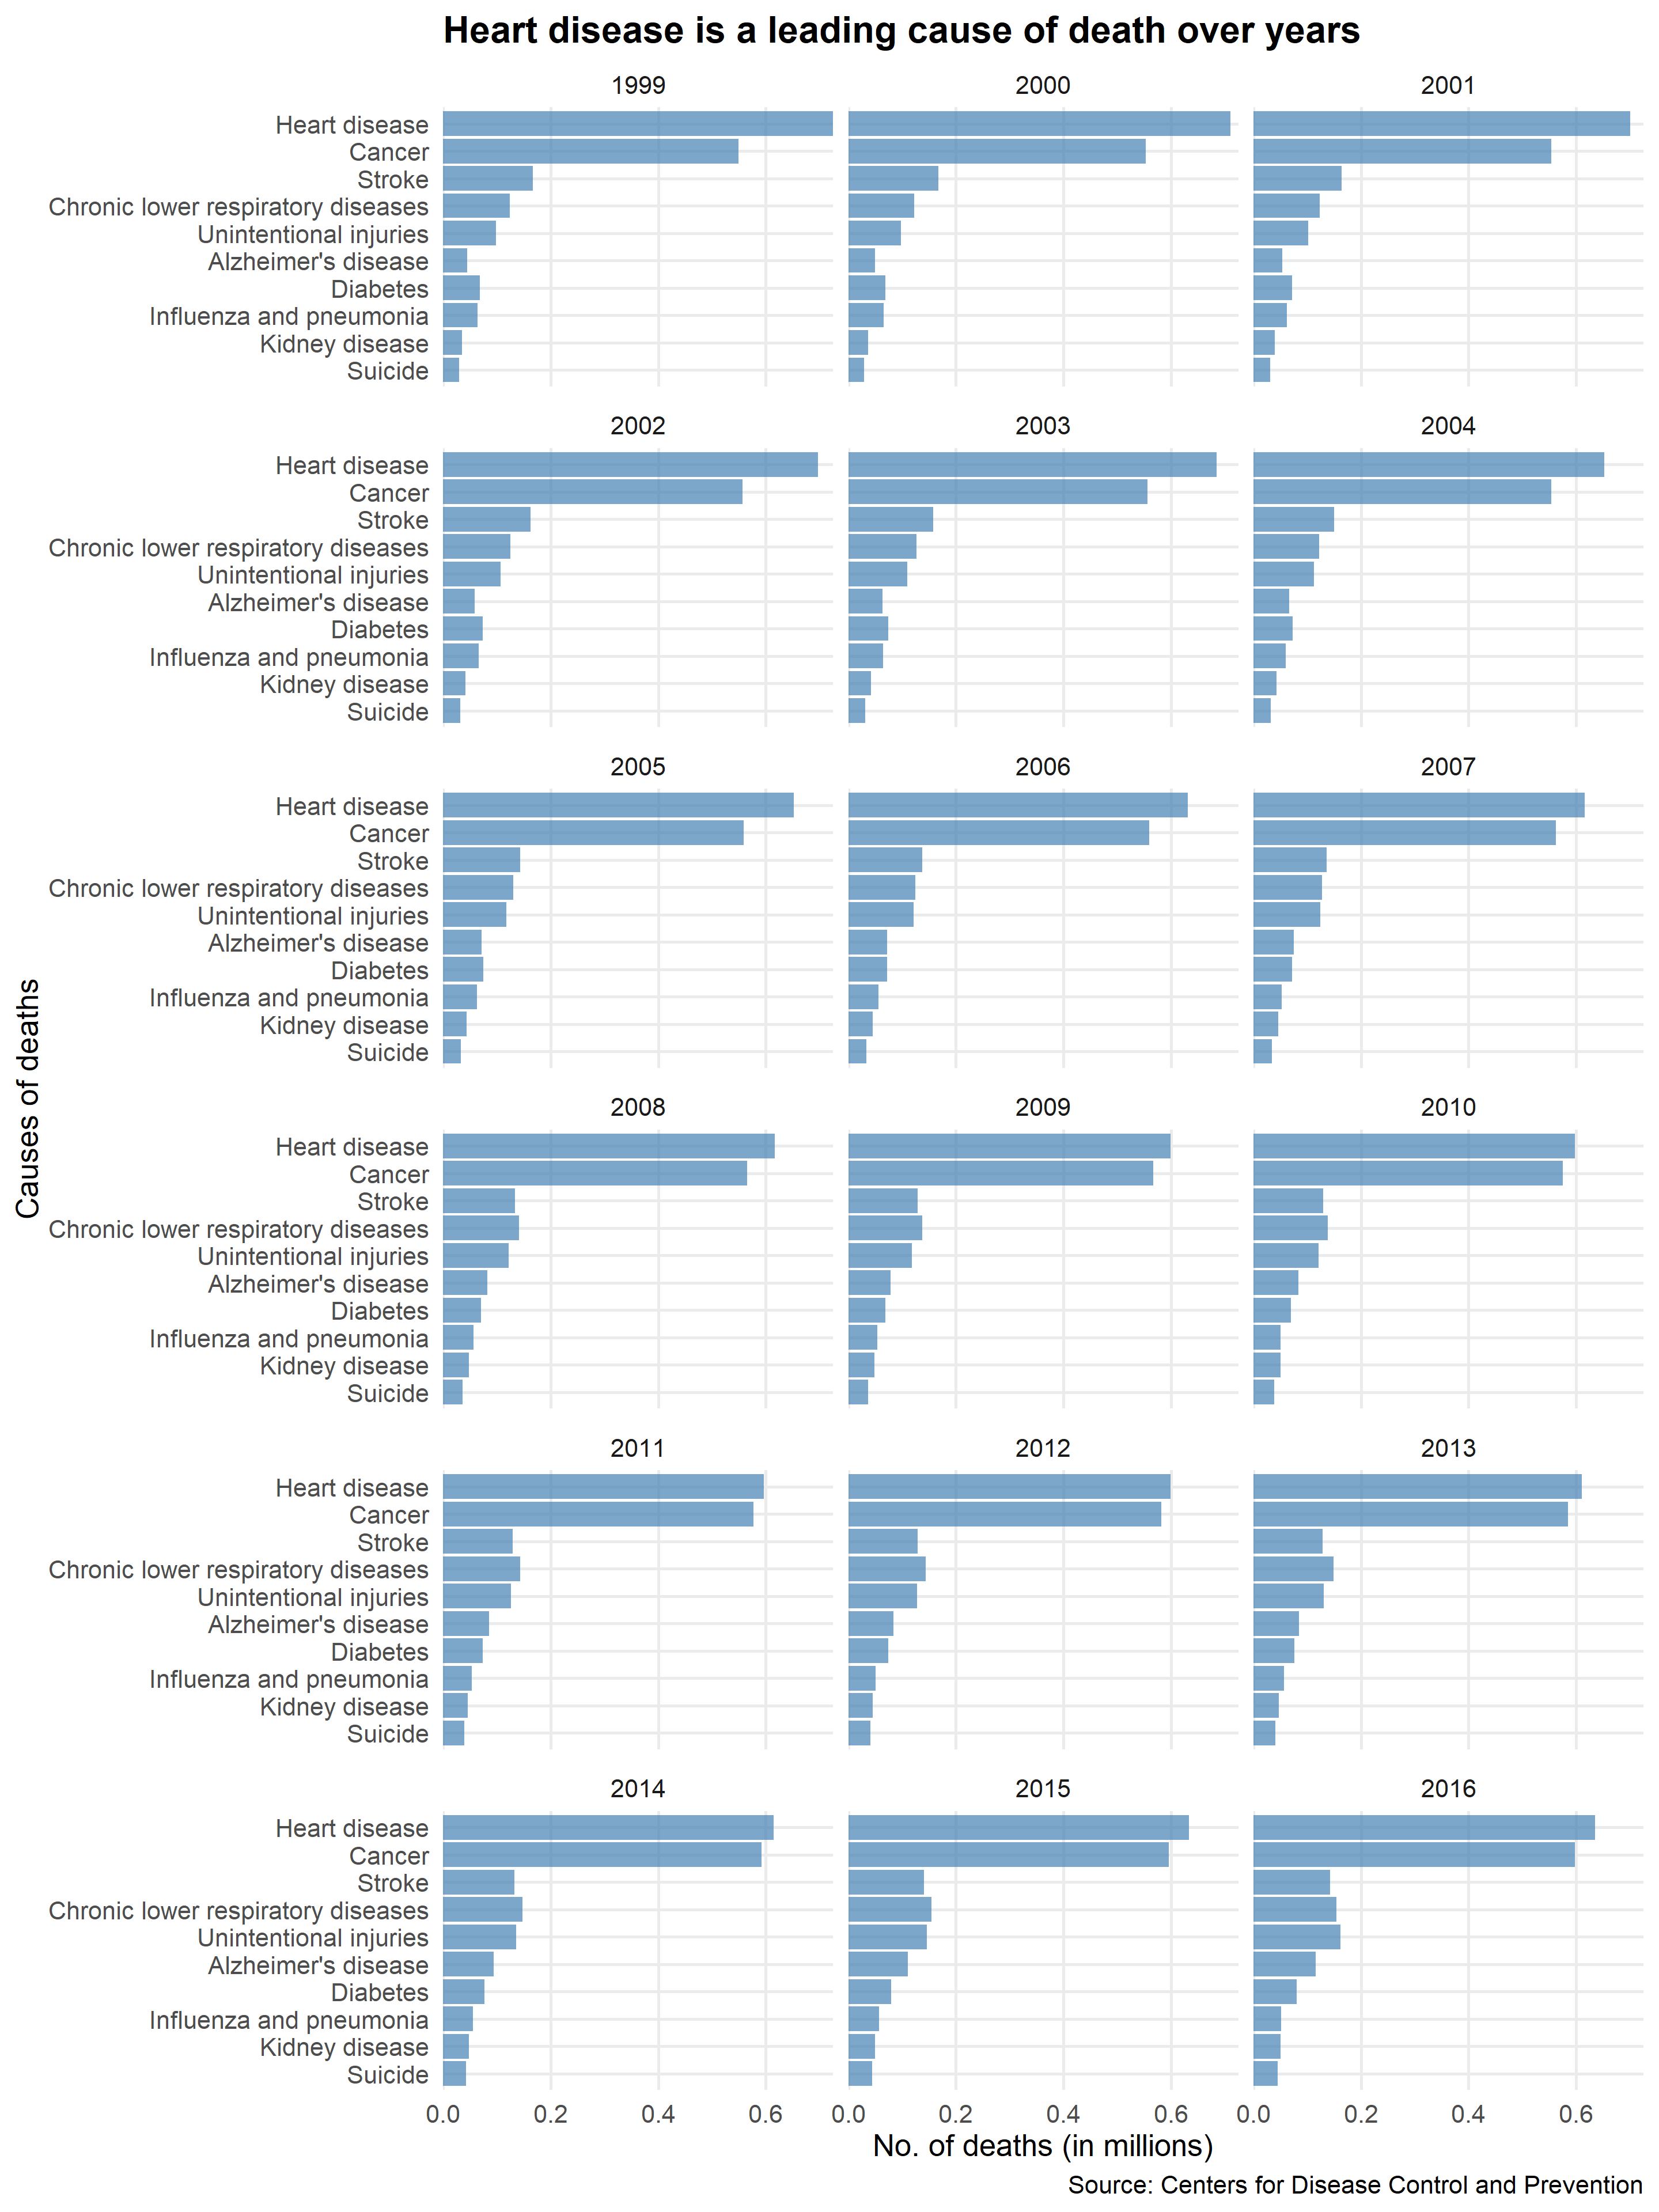 Heart disease is a leading cause of death over years
1999 2000 2001
Heart disease
Cancer
Stroke
Chronic lower respiratory diseases
Unintentional injuries
Alzheimer's disease
Diabetes
Influenza and pneumonia
Kidney disease
Suicide
2002 2003 2004
Heart disease
Cancer
Stroke
Chronic lower respiratory diseases
Unintentional injuries
Alzheimer's disease
Diabetes
Influenza and pneumonia
Kidney disease
Suicide
2005 2006 2007
Heart disease
Cancer
Stroke
Chronic lower respiratory diseases
Unintentional injuries
Alzheimer's disease
Diabetes
Influenza and pneumonia
Kidney disease
Suicide
Causes of deaths
2008 2009 2010
Heart disease
Cancer
Stroke
Chronic lower respiratory diseases
Unintentional injuries
Alzheimer's disease
Diabetes
Influenza and pneumonia
Kidney disease
Suicide
2011 2012 2013
Heart disease
Cancer
Stroke
Chronic lower respiratory diseases
Unintentional injuries
Alzheimer's disease
Diabetes
Influenza and pneumonia
Kidney disease
Suicide
2014 2015 2016
Heart disease
Cancer
Stroke
Chronic lower respiratory diseases
Unintentional injuries
Alzheimer's disease
Diabetes
Influenza and pneumonia
Kidney disease
Suicide
0.0 0.2 0.4 0.6 0.0 0.2 0.4 0.6 0.0 0.2 0.4 0.6
No. of deaths (in millions)
Source: Centers for Disease Control and Prevention